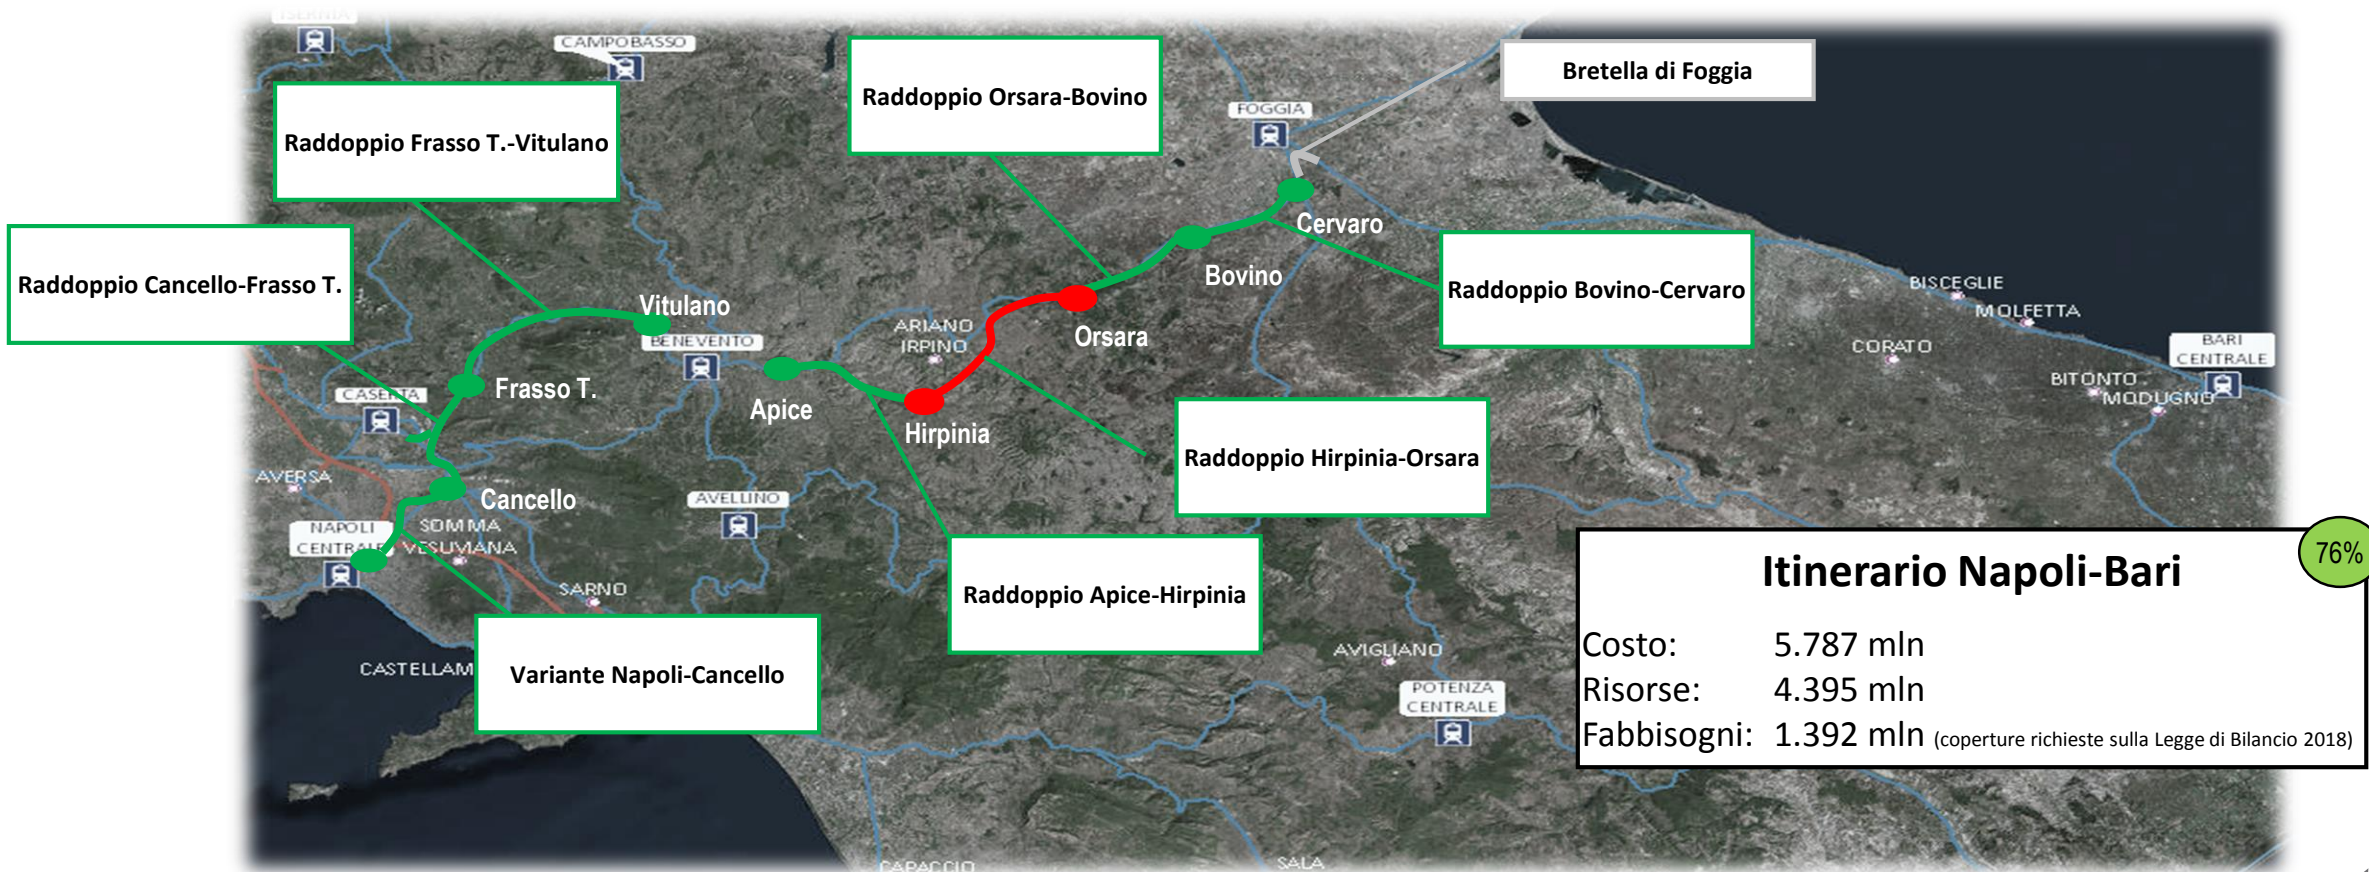 ISERNIA
CAMPOBASSO
Bretella di Foggia
Raddoppio Orsara-Bovino
FOGGIA
Raddoppio Frasso T.-Vitulano
Cervaro
Raddoppio Cancello-Frasso T.
Bovino
Raddoppio Bovino-Cervaro
BISCEGLIE
MOLFETTA
Vitulano
ARIANO
IRPINO
Orsara
BENEVENTO
CORATO
BARI
CENTRALE
BITONTO
MODUGNO
Frasso T.
CASERTA
Apice
Hirpinia
Raddoppio Hirpinia-Orsara
AVERSA
Cancello
AVELLINO
NAPOLI
CENTRALE
SOMMA
VESUVIANA
SARNO
Raddoppio Apice-Hirpinia
CASTELLAM
Variante Napoli-Cancello
AVIGLIANO
POTENZA
CENTRALE
76%
Itinerario Napoli-Bari
Costo: 5.787 mln
Risorse: 4.395 mln
Fabbisogni: 1.392 mln (coperture richieste sulla Legge di Bilancio 2018)
CAPACCIO
SALA